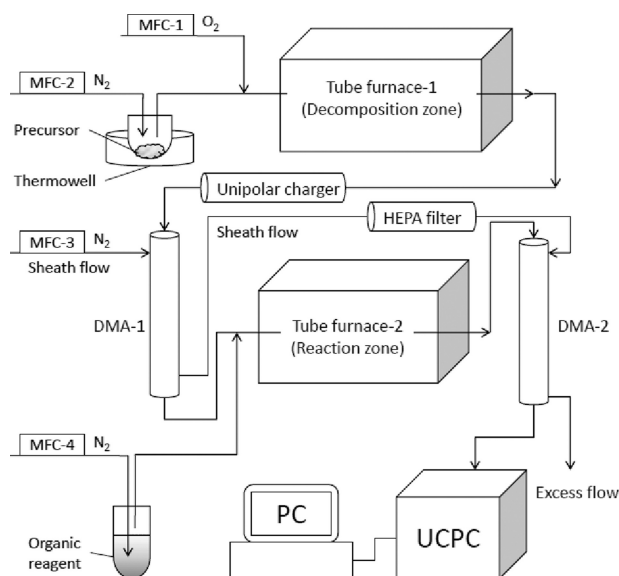 MFC-1 O₂
MFC-2 N₂
Tube furnace-1
(Decomposition zone)
Precursor
Thermowell
Unipolar charger
HEPA filter
MFC-3 N₂
Sheath flow
Sheath flow
DMA-1
Tube furnace-2
(Reaction zone)
DMA-2
MFC-4 N₂
Excess flow
PC
UCPC
Organic
reagent